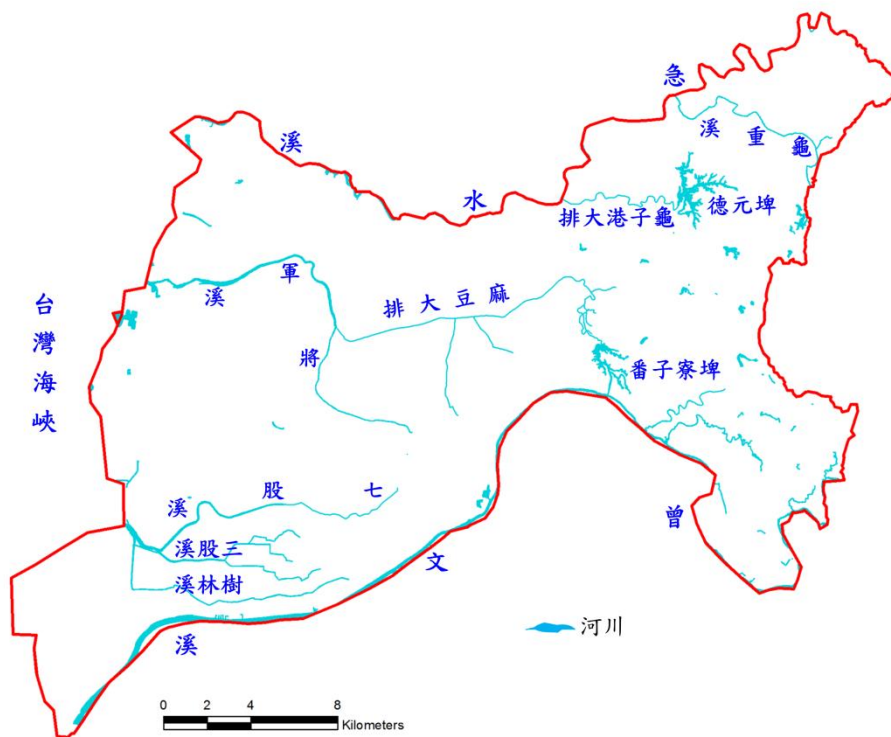 急水溪
龜重溪
德元埤
龜子港大排
將軍溪
麻豆大排
台灣海峽
番子寮埤
七股溪
三股溪
樹林溪
曾文溪
河川
0 2 4 8
Kilometers